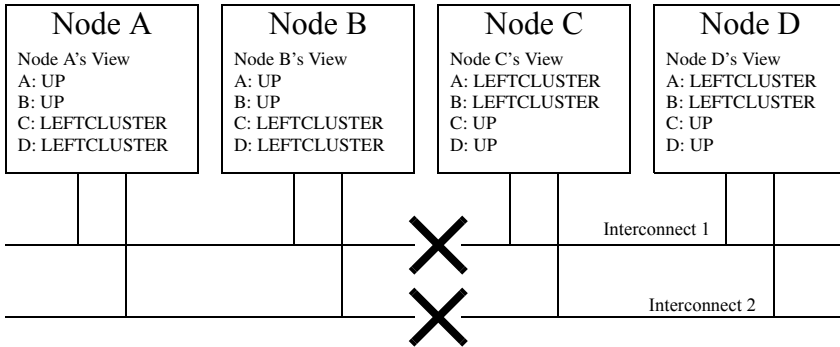 Node A
Node A's View
A: UP
B: UP
C: LEFTCLUSTER
D: LEFTCLUSTER
Node B
Node B's View
A: UP
B: UP
C: LEFTCLUSTER
D: LEFTCLUSTER
Node C
Node C's View
A: LEFTCLUSTER
B: LEFTCLUSTER
C: UP
D: UP
Node D
Node D's View
A: LEFTCLUSTER
B: LEFTCLUSTER
C: UP
D: UP
Interconnect 1
Interconnect 2